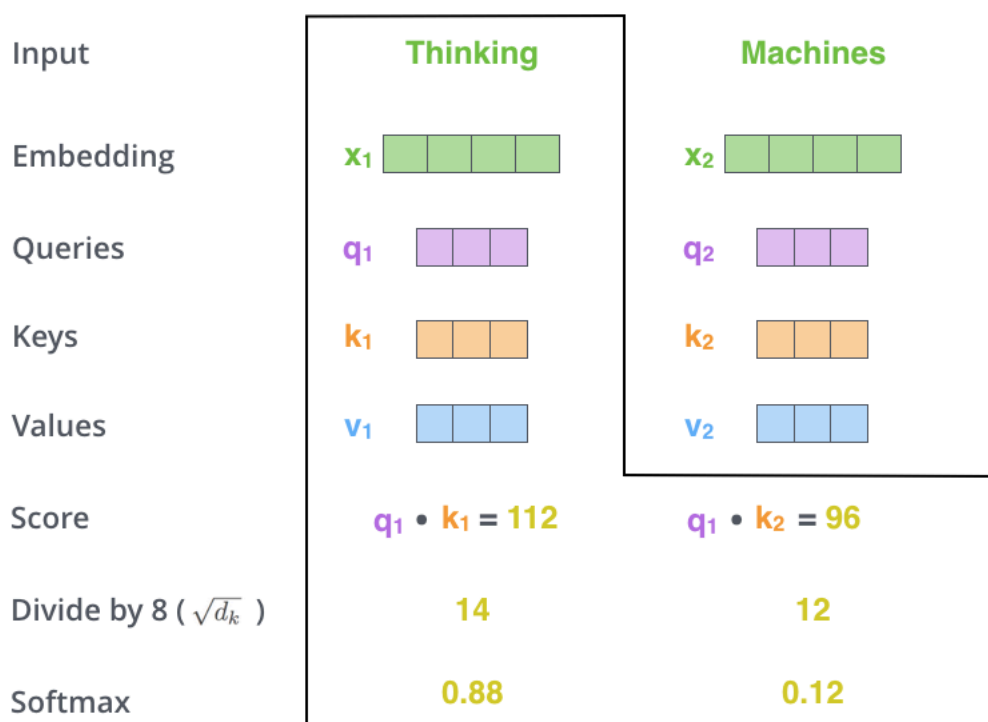 Input Thinking Machines
Embedding x₁ x₂
Queries q₁ q₂
Keys k₁ k₂
Values v₁ v₂
Score q₁ • k₁ = 112 q₁ • k₂ = 96
Divide by 8 ( √dₖ ) 14 12
Softmax 0.88 0.12